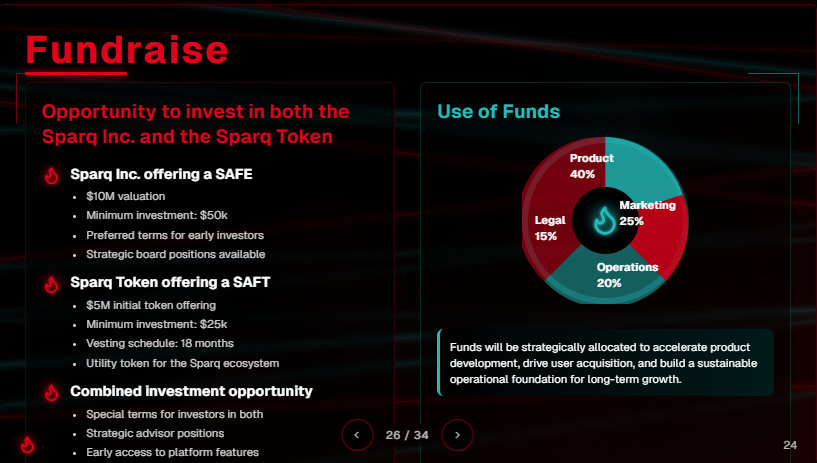 Fundraise
Opportunity to invest in both the
Sparq Inc. and the Sparq Token
Sparq Inc. offering a SAFE
• $10M valuation
• Minimum investment: $50k
• Preferred terms for early investors
• Strategic board positions available
Sparq Token offering a SAFT
• $5M initial token offering
• Minimum investment: $25k
• Vesting schedule: 18 months
• Utility token for the Sparq ecosystem
Combined investment opportunity
• Special terms for investors in both
• Strategic advisor positions
• Early access to platform features
Use of Funds
Product
40%
Marketing
25%
Legal
15%
Operations
20%
Funds will be strategically allocated to accelerate product
development, drive user acquisition, and build a sustainable
operational foundation for long-term growth.
‹ 26 / 34 ›
24